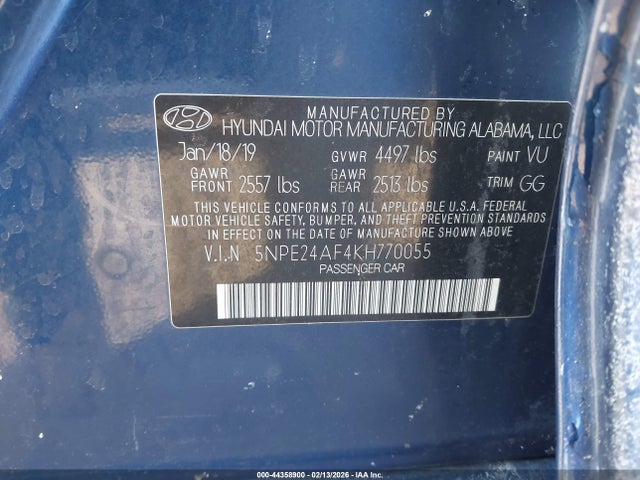 MANUFACTURED BY
HYUNDAI MOTOR MANUFACTURING ALABAMA, LLC
Jan/18/19 GVWR 4497 lbs PAINT VU
GAWR FRONT 2557 lbs GAWR REAR 2513 lbs TRIM GG
THIS VEHICLE CONFORMS TO ALL APPLICABLE U.S.A. FEDERAL
MOTOR VEHICLE SAFETY, BUMPER, AND THEFT PREVENTION STANDARDS
IN EFFECT ON THE DATE OF MANUFACTURE SHOWN ABOVE.
V.I.N 5NPE24AF4KH770055
PASSENGER CAR
000-44358900 - 02/13/2026 - COPYRIGHT © IAA, LLC